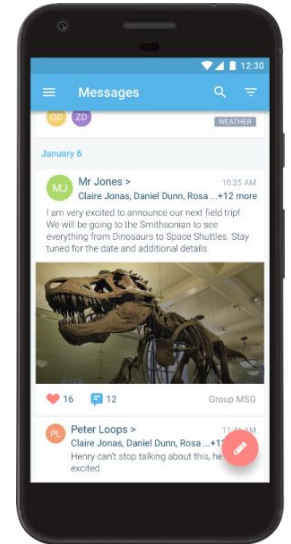 12:30
Messages
OD ZD
WEATHER
January 6
MJ
Mr Jones > 10:25 AM
Claire Jonas, Daniel Dunn, Rosa ...+12 more
I am very excited to announce our next field trip!
We will be going to the Smithsonian to see
everything from Dinosaurs to Space Shuttles. Stay
tuned for the date and additional details.
16 12 Group MSG
PL
Peter Loops >
Claire Jonas, Daniel Dunn, Rosa ...+12
Henry can't stop talking about this, he
excited